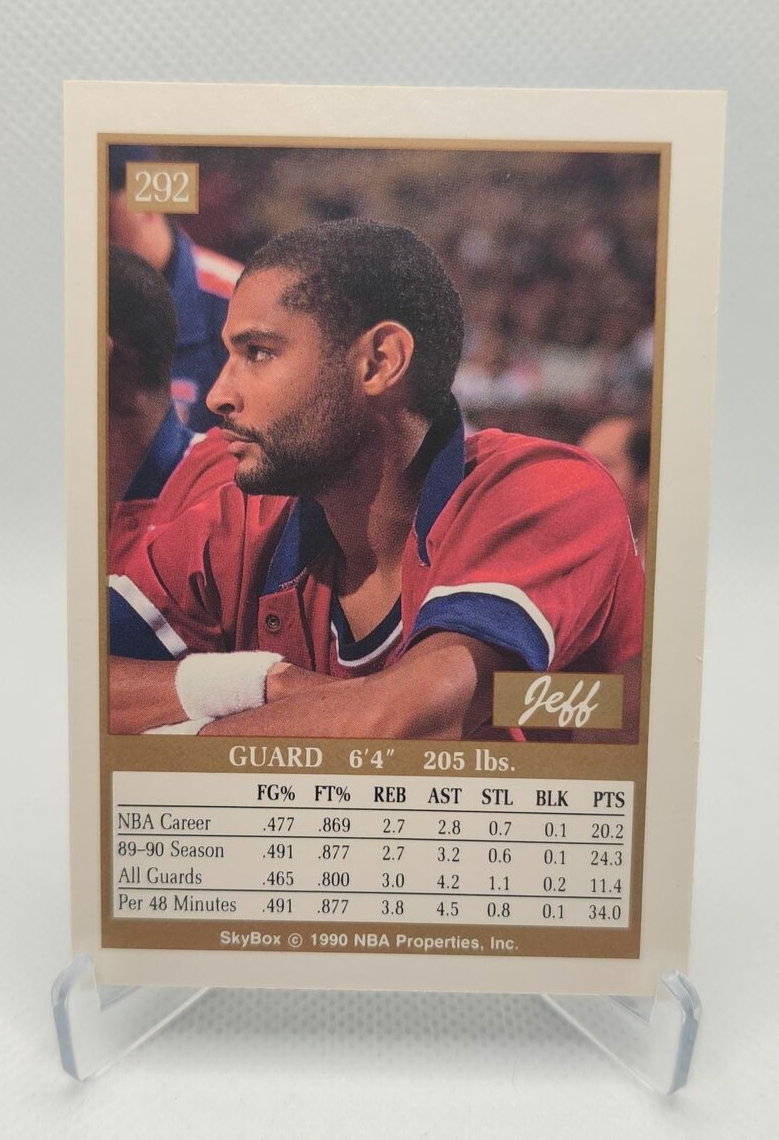 292
Jeff
GUARD 6'4" 205 lbs.
FG% FT% REB AST STL BLK PTS
NBA Career .477 .869 2.7 2.8 0.7 0.1 20.2
89–90 Season .491 .877 2.7 3.2 0.6 0.1 24.3
All Guards .465 .800 3.0 4.2 1.1 0.2 11.4
Per 48 Minutes .491 .877 3.8 4.5 0.8 0.1 34.0
SkyBox © 1990 NBA Properties, Inc.